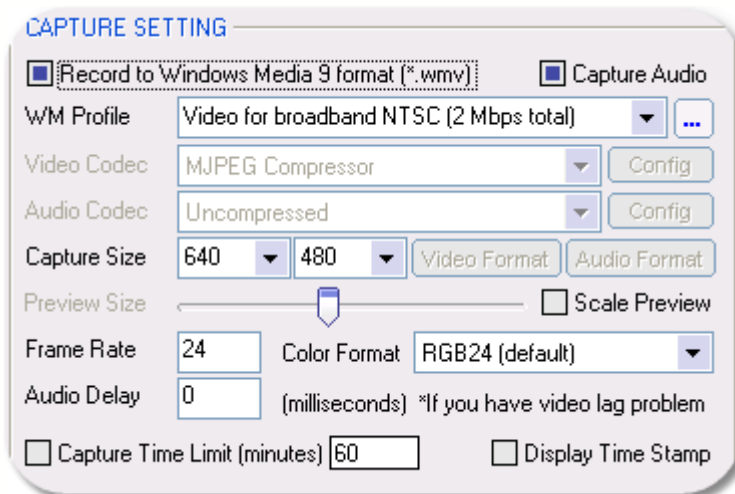 CAPTURE SETTING
Record to Windows Media 9 format (*.wmv) Capture Audio
WM Profile Video for broadband NTSC (2 Mbps total) ...
Video Codec MJPEG Compressor Config
Audio Codec Uncompressed Config
Capture Size 640 480 Video Format Audio Format
Preview Size Scale Preview
Frame Rate 24 Color Format RGB24 (default)
Audio Delay 0 (milliseconds) *If you have video lag problem
Capture Time Limit (minutes) 60 Display Time Stamp